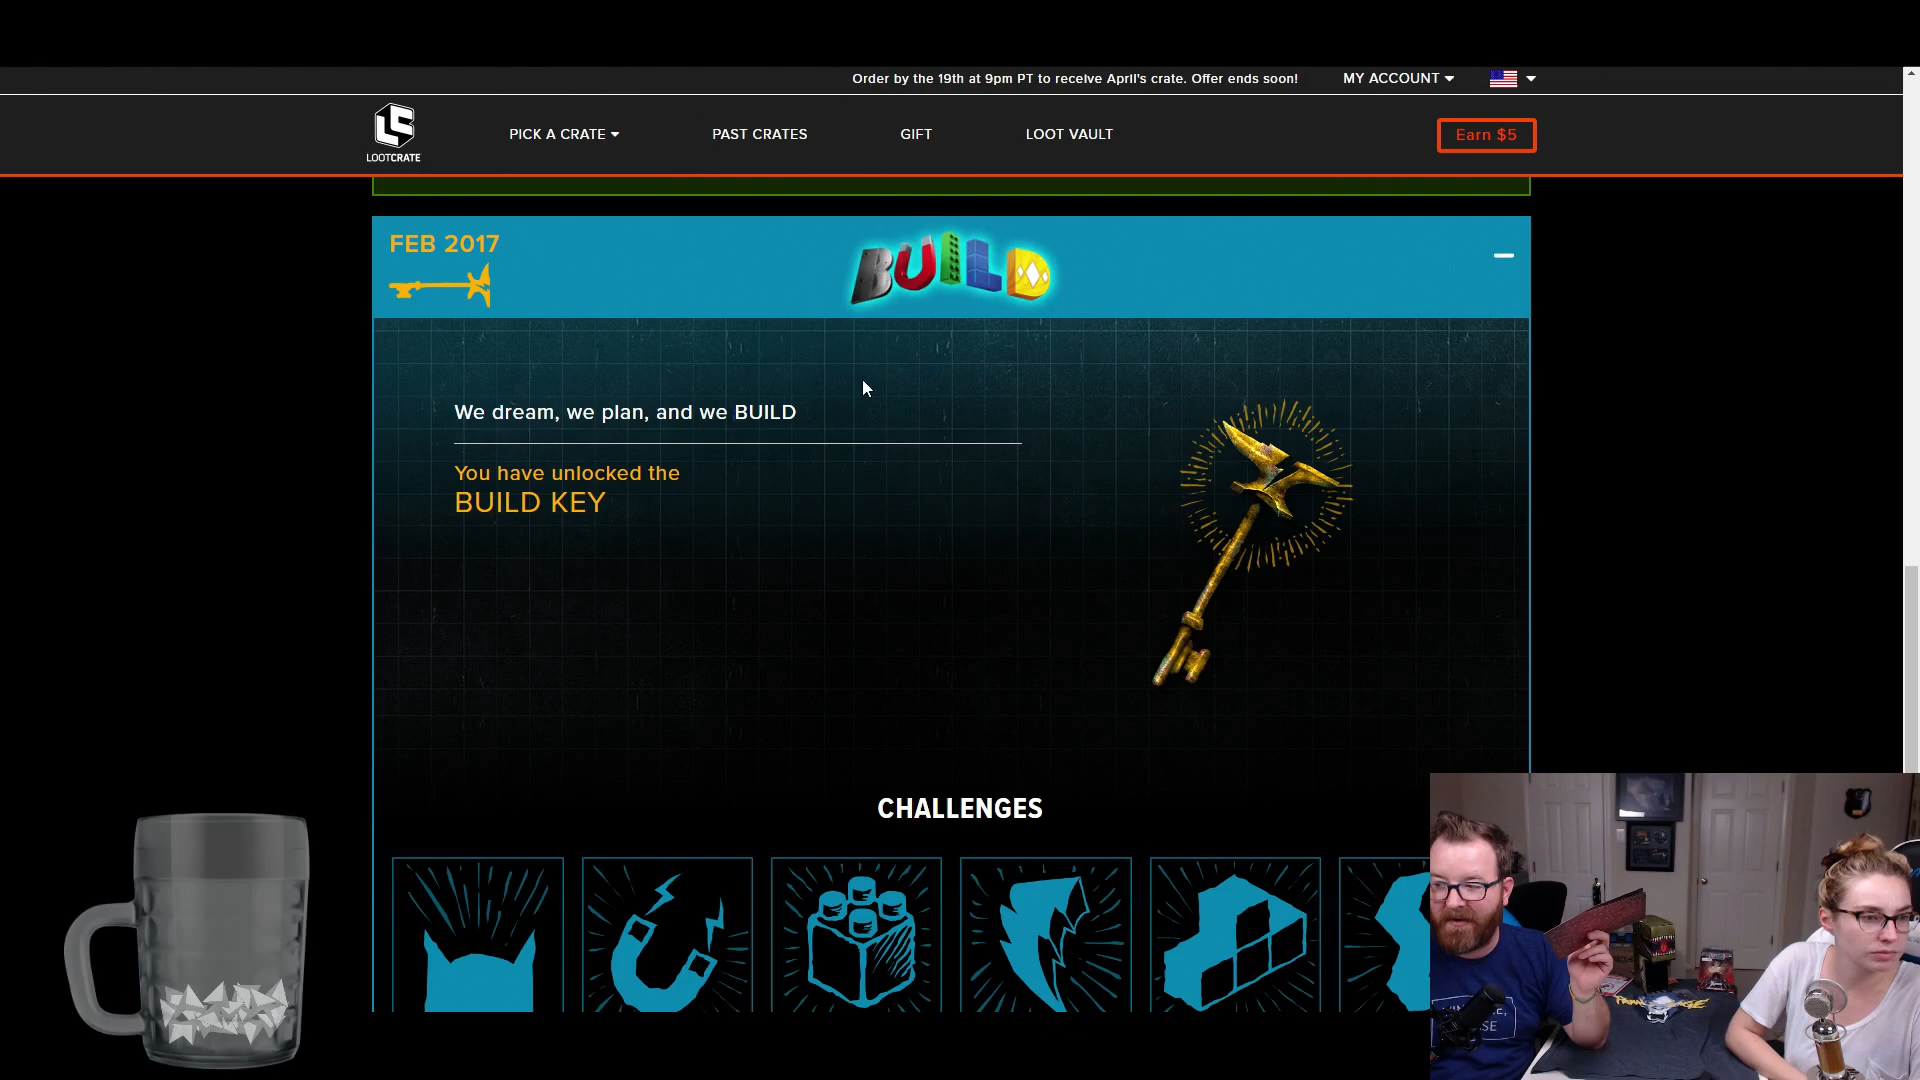 Order by the 19th at 9pm PT to receive April's crate. Offer ends soon!
MY ACCOUNT
LOOTCRATE
PICK A CRATE
PAST CRATES
GIFT
LOOT VAULT
Earn $5
FEB 2017
BUILD
We dream, we plan, and we BUILD
You have unlocked the
BUILD KEY
CHALLENGES